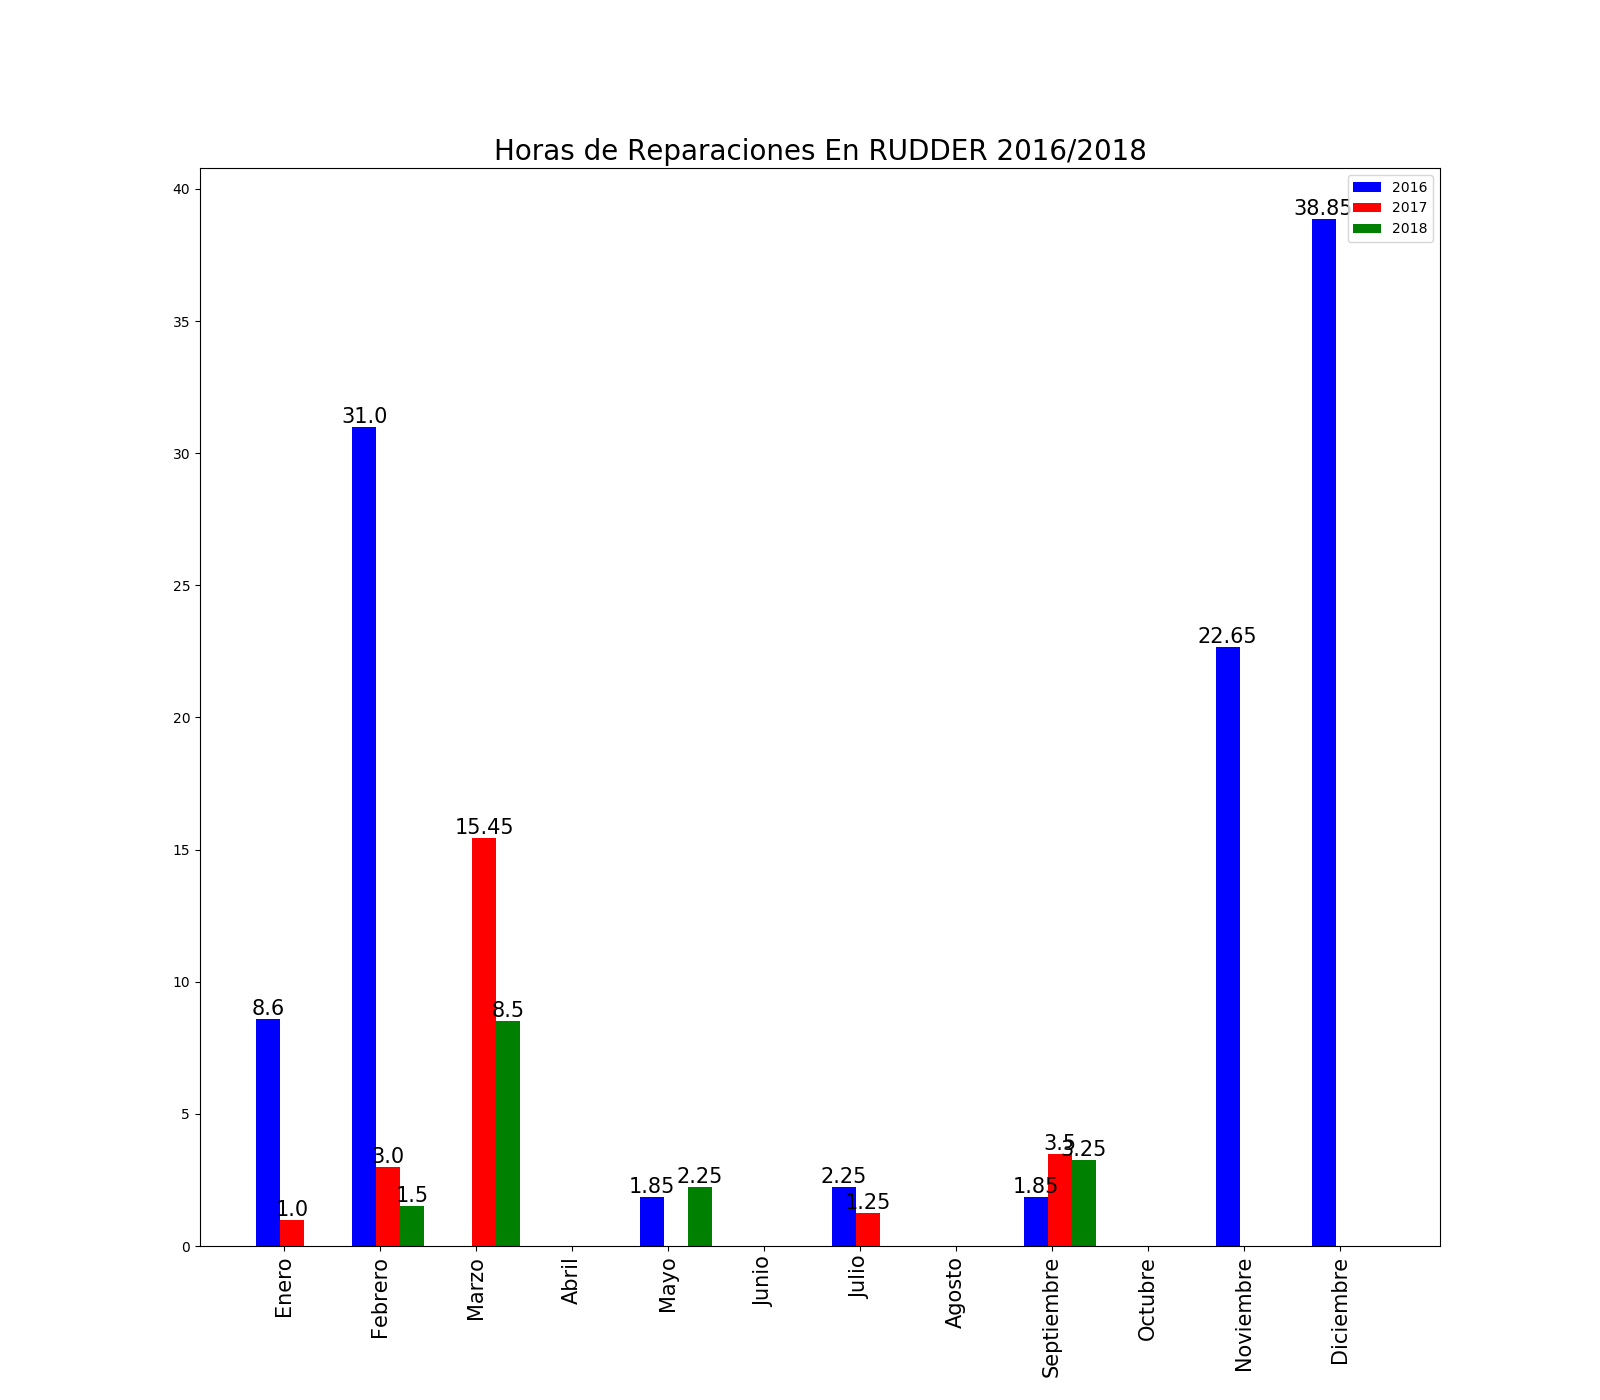 Horas de Reparaciones En RUDDER 2016/2018
2016
2017
2018
40
35
30
25
20
15
10
5
0
8.6
1.0
31.0
3.0
1.5
15.45
8.5
1.85
2.25
2.25
1.25
1.85
3.5
3.25
22.65
38.85
Enero
Febrero
Marzo
Abril
Mayo
Junio
Julio
Agosto
Septiembre
Octubre
Noviembre
Diciembre